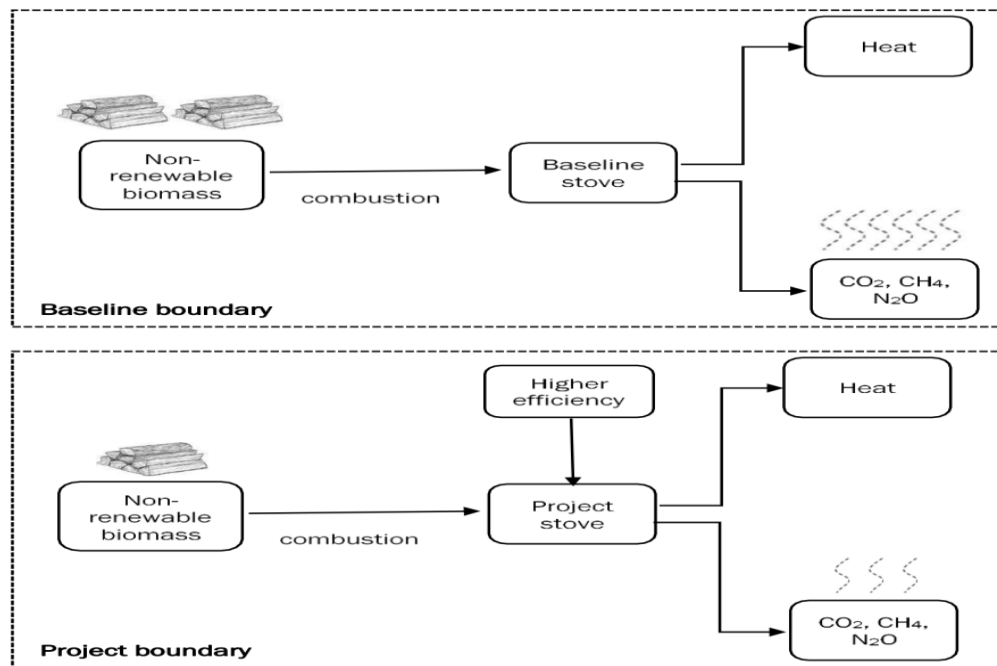 Heat
Non-
renewable
biomass
combustion
Baseline
stove
CO₂, CH₄,
N₂O
Baseline boundary
Higher
efficiency
Heat
Non-
renewable
biomass
combustion
Project
stove
CO₂, CH₄,
N₂O
Project boundary